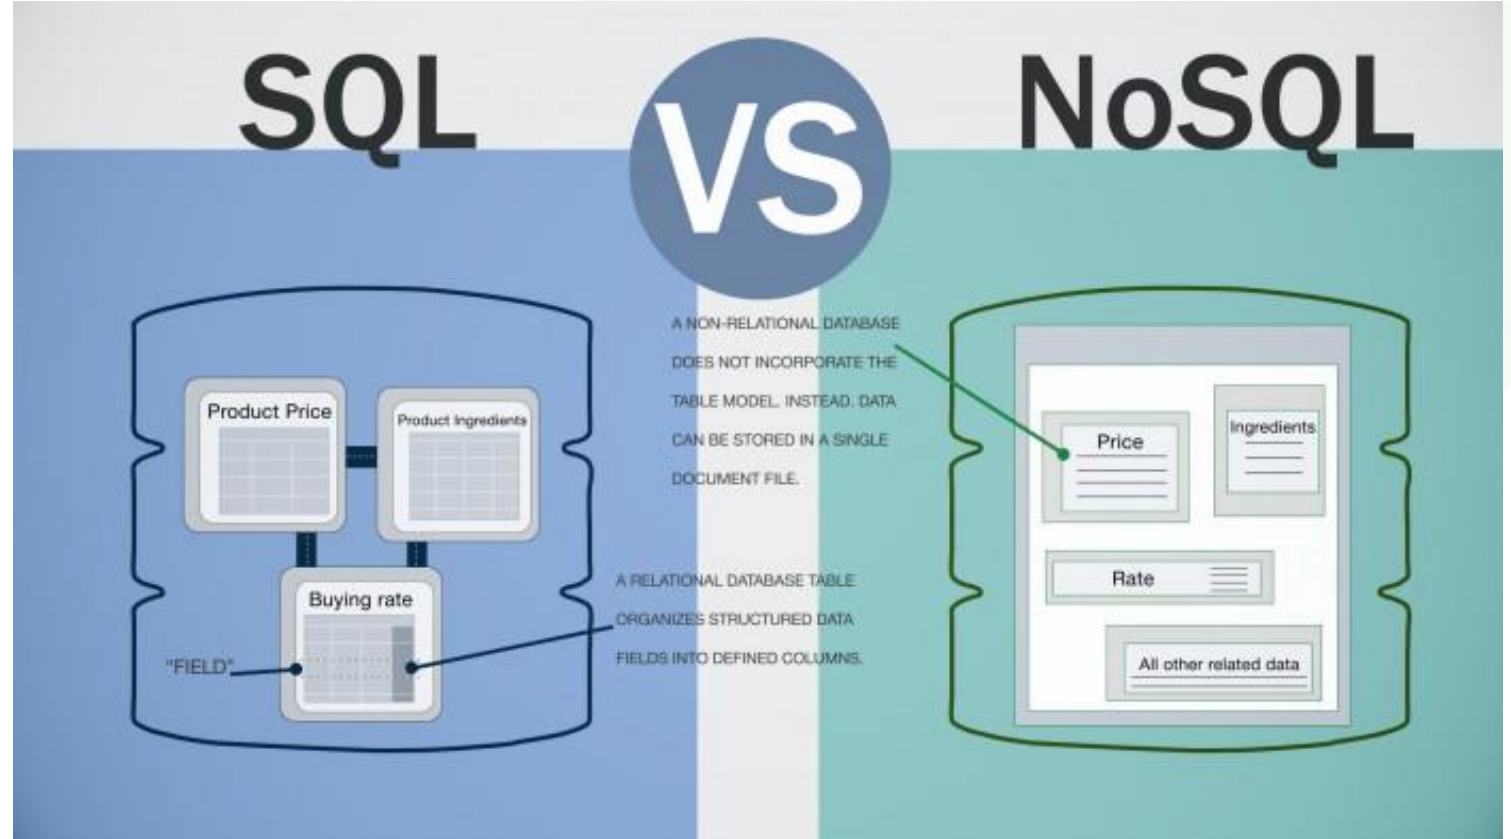 SQL
VS
NoSQL
Product Price
Product Ingredients
Buying rate
"FIELD"
A NON-RELATIONAL DATABASE
DOES NOT INCORPORATE THE
TABLE MODEL. INSTEAD. DATA
CAN BE STORED IN A SINGLE
DOCUMENT FILE.
A RELATIONAL DATABASE TABLE
ORGANIZES STRUCTURED DATA
FIELDS INTO DEFINED COLUMNS.
Price
Ingredients
Rate
All other related data